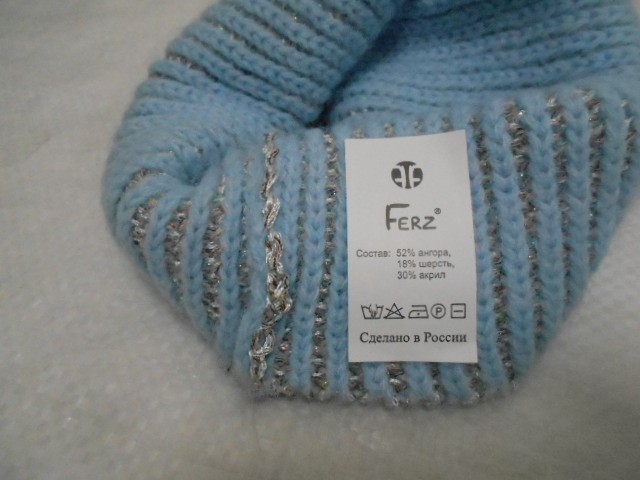 FERZ®
Состав: 52% ангора,
18% шерсть,
30% акрил
Сделано в России